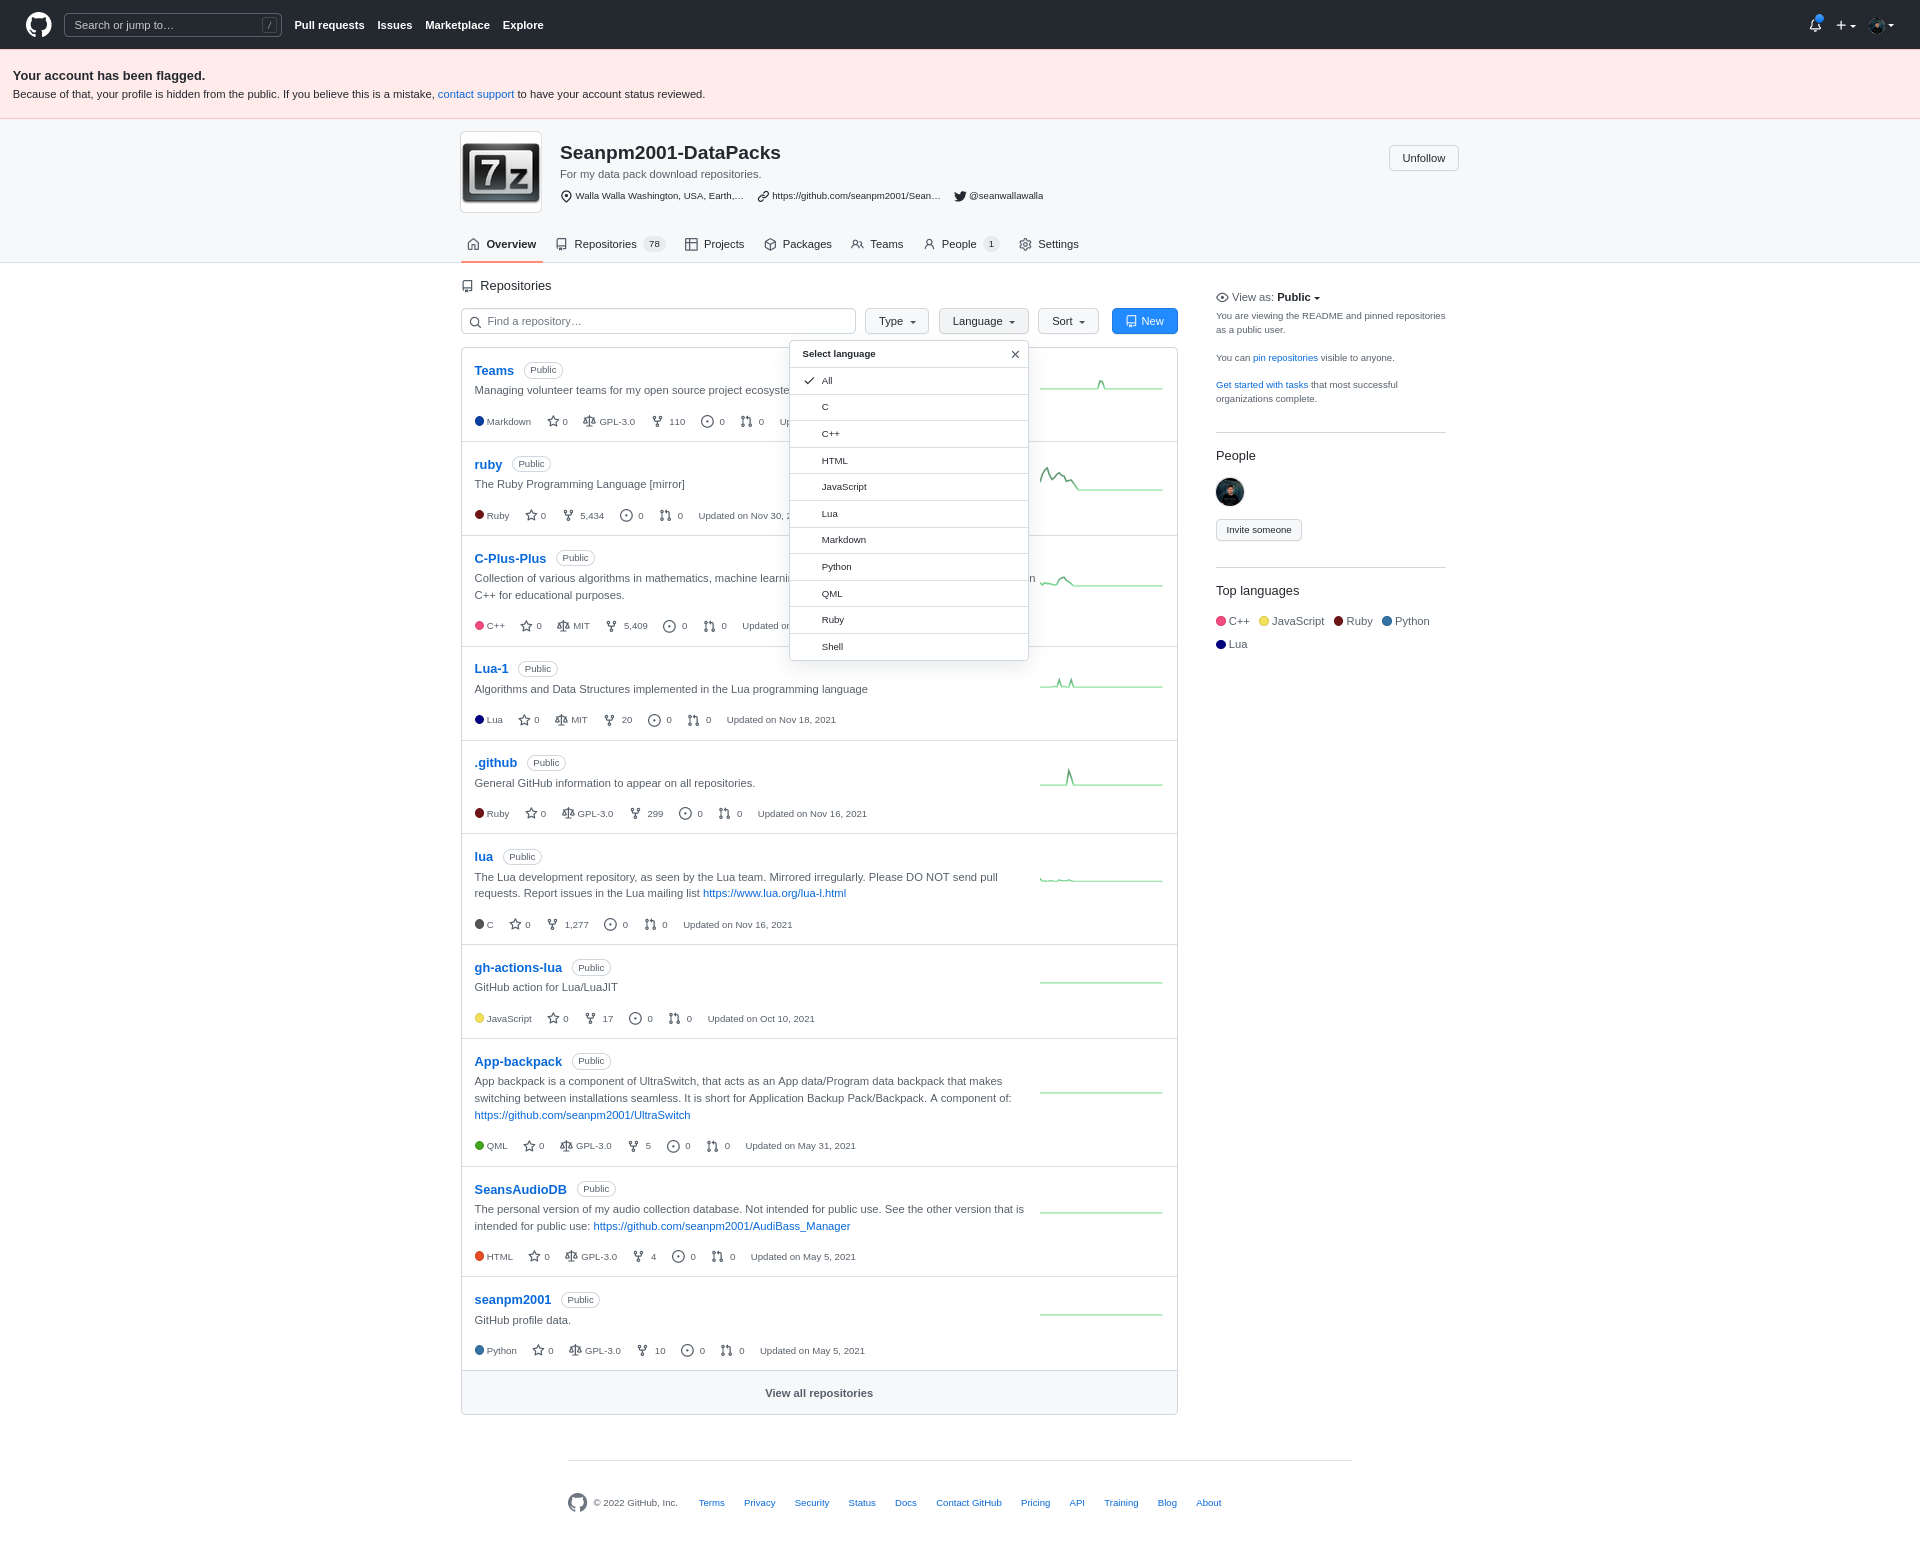 Search or jump to…
/
Pull requests
Issues
Marketplace
Explore
Your account has been flagged.
Because of that, your profile is hidden from the public. If you believe this is a mistake, contact support to have your account status reviewed.
7z
Seanpm2001-DataPacks
For my data pack download repositories.
Walla Walla Washington, USA, Earth,…
https://github.com/seanpm2001/Sean…
@seanwallawalla
Unfollow
Overview
Repositories 78
Projects
Packages
Teams
People 1
Settings
Repositories
Find a repository…
Type
Language
Sort
New
Select language
All
C
C++
HTML
JavaScript
Lua
Markdown
Python
QML
Ruby
Shell
Teams Public
Managing volunteer teams for my open source project ecosyste
Markdown 0 GPL-3.0 110 0 0
ruby Public
The Ruby Programming Language [mirror]
Ruby 0 5,434 0 0 Updated on Nov 30,
C-Plus-Plus Public
Collection of various algorithms in mathematics, machine learnin
n
C++ for educational purposes.
C++ 0 MIT 5,409 0 0 Updated on
Lua-1 Public
Algorithms and Data Structures implemented in the Lua programming language
Lua 0 MIT 20 0 0 Updated on Nov 18, 2021
.github Public
General GitHub information to appear on all repositories.
Ruby 0 GPL-3.0 299 0 0 Updated on Nov 16, 2021
lua Public
The Lua development repository, as seen by the Lua team. Mirrored irregularly. Please DO NOT send pull
requests. Report issues in the Lua mailing list https://www.lua.org/lua-l.html
C 0 1,277 0 0 Updated on Nov 16, 2021
gh-actions-lua Public
GitHub action for Lua/LuaJIT
JavaScript 0 17 0 0 Updated on Oct 10, 2021
App-backpack Public
App backpack is a component of UltraSwitch, that acts as an App data/Program data backpack that makes
switching between installations seamless. It is short for Application Backup Pack/Backpack. A component of:
https://github.com/seanpm2001/UltraSwitch
QML 0 GPL-3.0 5 0 0 Updated on May 31, 2021
SeansAudioDB Public
The personal version of my audio collection database. Not intended for public use. See the other version that is
intended for public use: https://github.com/seanpm2001/AudiBass_Manager
HTML 0 GPL-3.0 4 0 0 Updated on May 5, 2021
seanpm2001 Public
GitHub profile data.
Python 0 GPL-3.0 10 0 0 Updated on May 5, 2021
View all repositories
View as: Public
You are viewing the README and pinned repositories
as a public user.
You can pin repositories visible to anyone.
Get started with tasks that most successful
organizations complete.
People
Invite someone
Top languages
C++ JavaScript Ruby Python
Lua
© 2022 GitHub, Inc.
Terms
Privacy
Security
Status
Docs
Contact GitHub
Pricing
API
Training
Blog
About